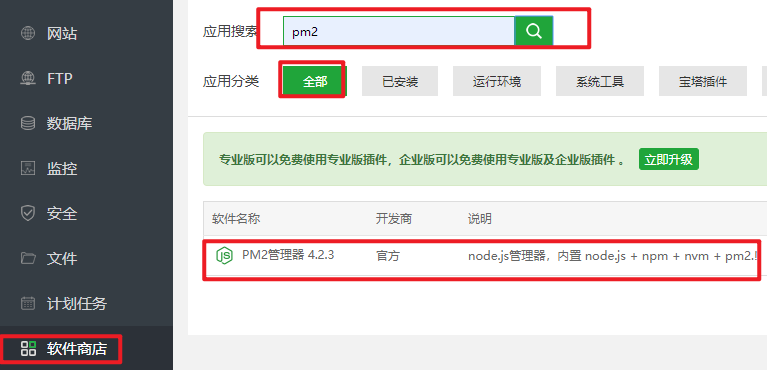 网站
FTP
数据库
监控
安全
文件
计划任务
软件商店
应用搜索 pm2
应用分类 全部 已安装 运行环境 系统工具 宝塔插件
专业版可以免费使用专业版插件，企业版可以免费使用专业版及企业版插件 。 立即升级
软件名称 开发商 说明
PM2管理器 4.2.3 官方 node.js管理器，内置 node.js + npm + nvm + pm2.!